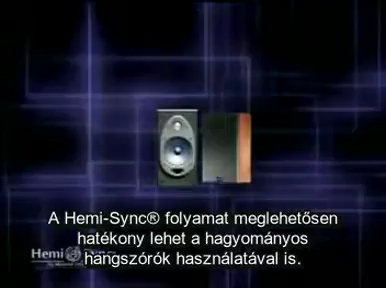 A Hemi-Sync® folyamat meglehetősen
hatékony lehet a hagyományos
Hemi
hangszórók használatával is.